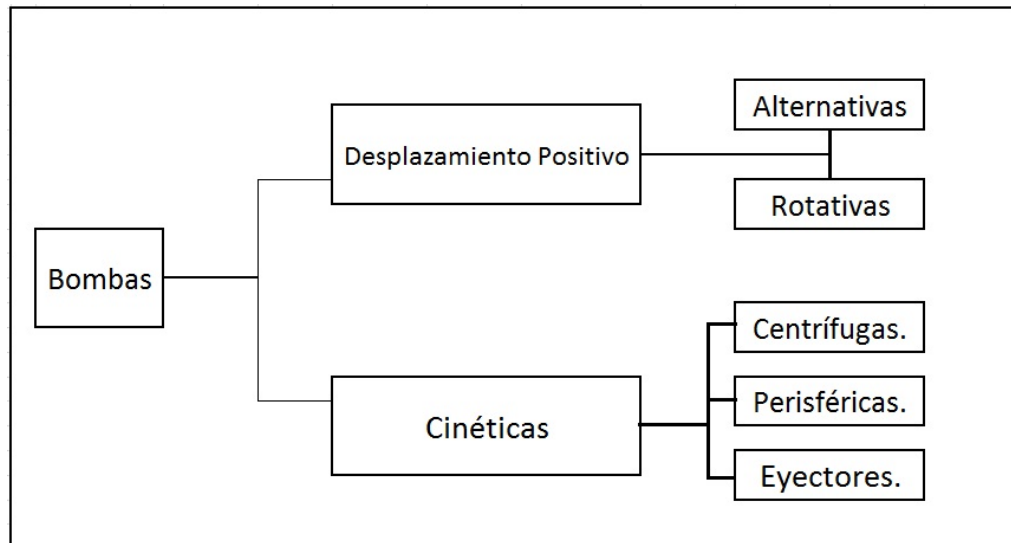 Bombas
Desplazamiento Positivo
Alternativas
Rotativas
Cinéticas
Centrífugas.
Perisféricas.
Eyectores.